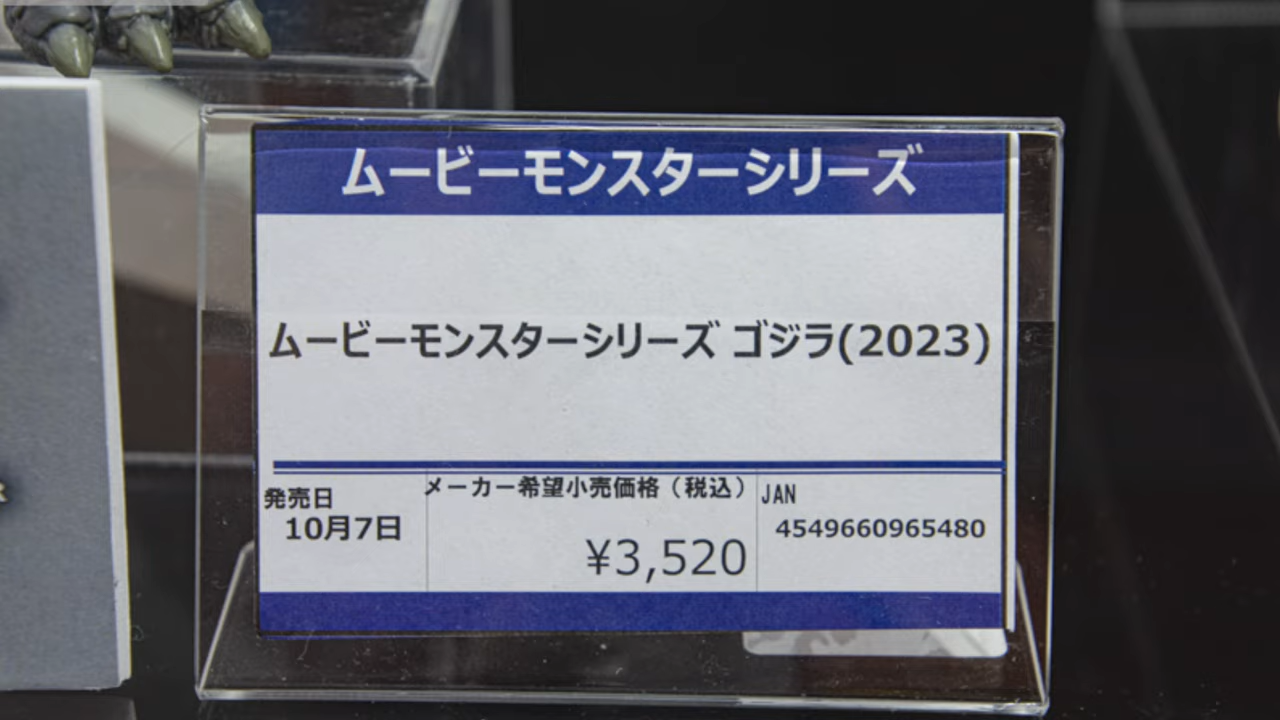 ムービーモンスターシリーズ
ムービーモンスターシリーズ ゴジラ(2023)
発売日
10月7日
メーカー希望小売価格（税込）
¥3,520
JAN
4549660965480